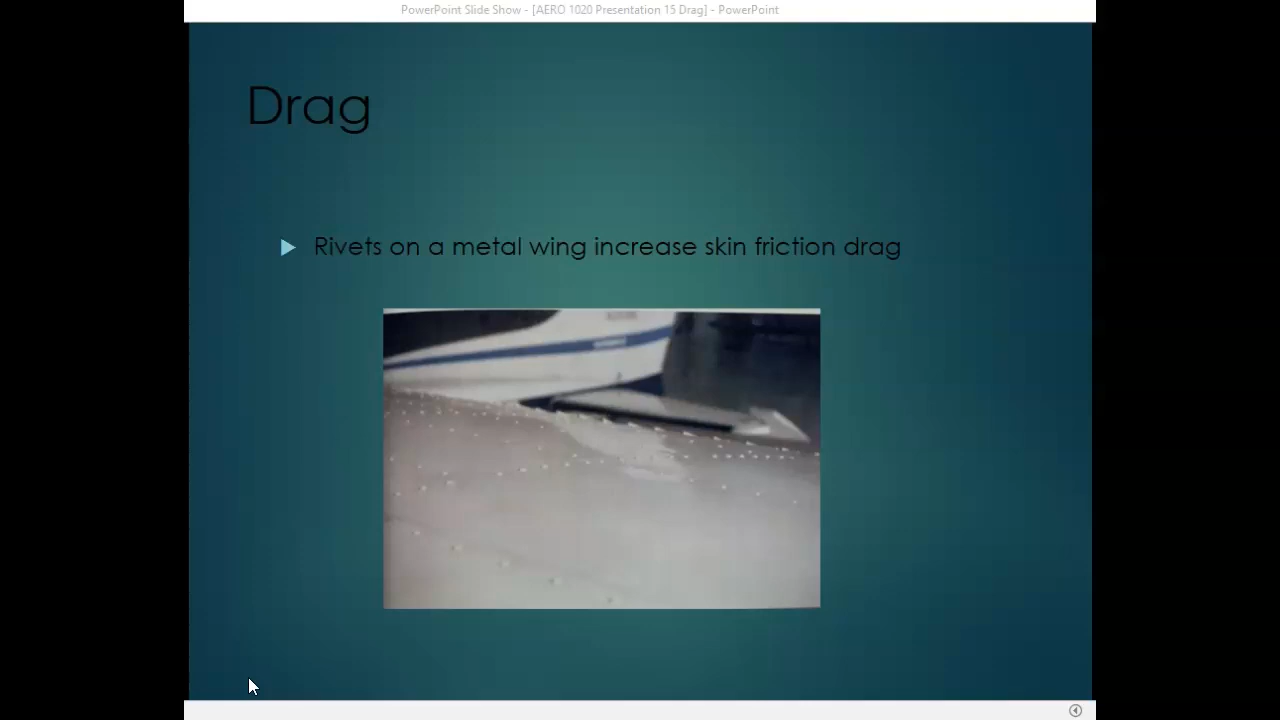 PowerPoint Slide Show - [AERO 1020 Presentation 15 Drag] - PowerPoint
Drag
Rivets on a metal wing increase skin friction drag